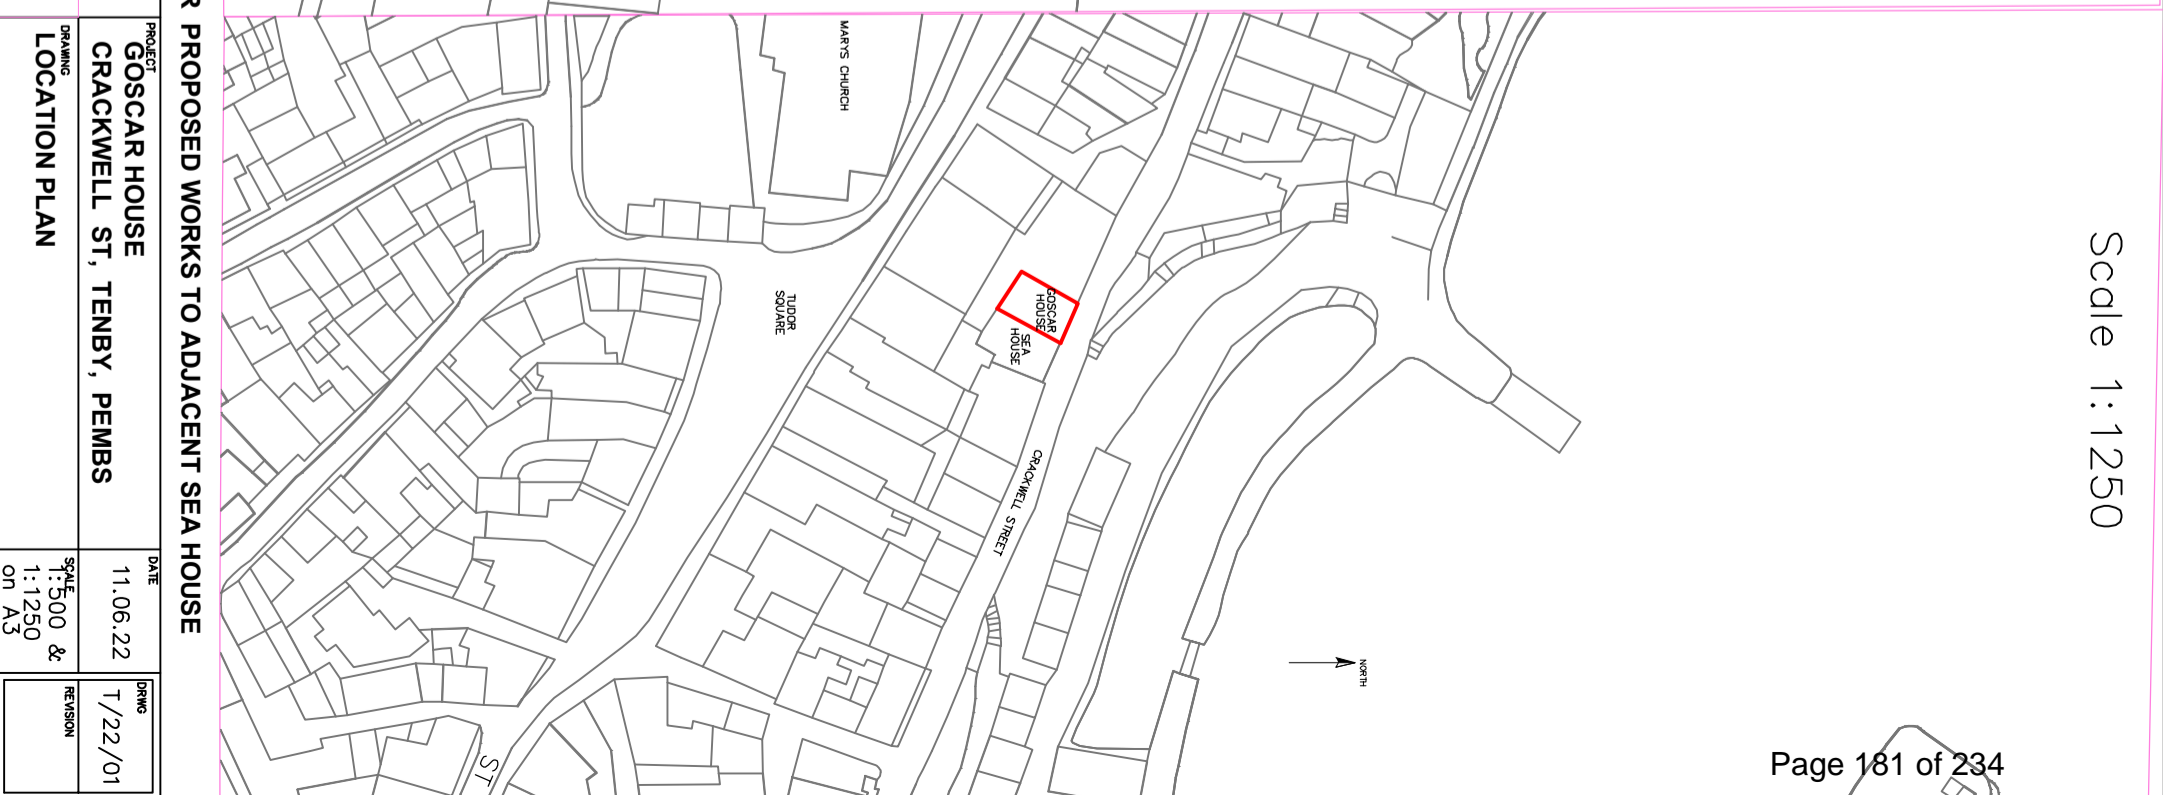 PROPOSED WORKS TO ADJACENT SEA HOUSE
PROJECT
GOSCAR HOUSE
CRACKWELL ST, TENBY, PEMBS
DRAWING
LOCATION PLAN
DATE
11.06.22
SCALE
1:500 &
1:1250
on A3
DRWG
T/22/01
REVISION
MARYS CHURCH
TUDOR
SQUARE
GOSCAR
HOUSE
SEA
HOUSE
CRACKWELL STREET
ST
NORTH
Scale 1:1250
Page 181 of 234